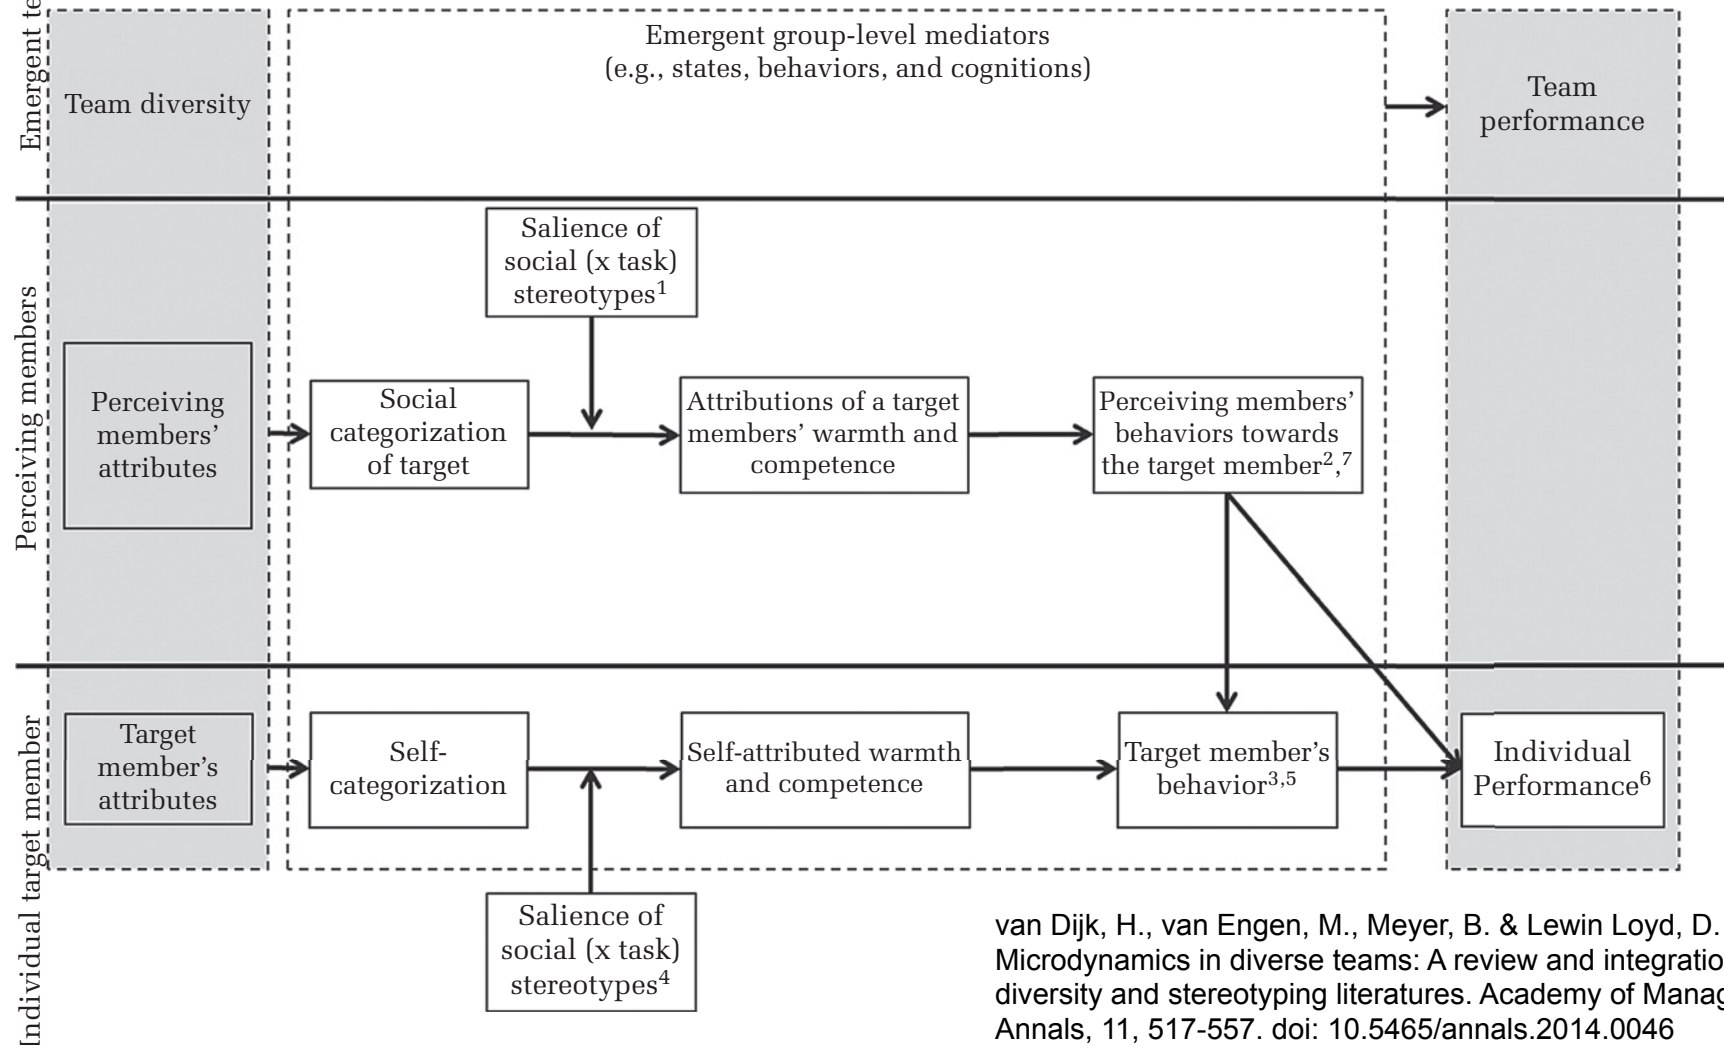 Emergent te
Team diversity
Emergent group-level mediators
(e.g., states, behaviors, and cognitions)
Team
performance
Perceiving members
Salience of
social (x task)
stereotypes¹
Perceiving
members’
attributes
Social
categorization
of target
Attributions of a target
members’ warmth and
competence
Perceiving members’
behaviors towards
the target member²,⁷
Individual target member
Target
member’s
attributes
Self-
categorization
Self-attributed warmth
and competence
Target member’s
behavior³,⁵
Individual
Performance⁶
Salience of
social (x task)
stereotypes⁴
van Dijk, H., van Engen, M., Meyer, B. & Lewin Loyd, D.
Microdynamics in diverse teams: A review and integratio
diversity and stereotyping literatures. Academy of Manag
Annals, 11, 517-557. doi: 10.5465/annals.2014.0046